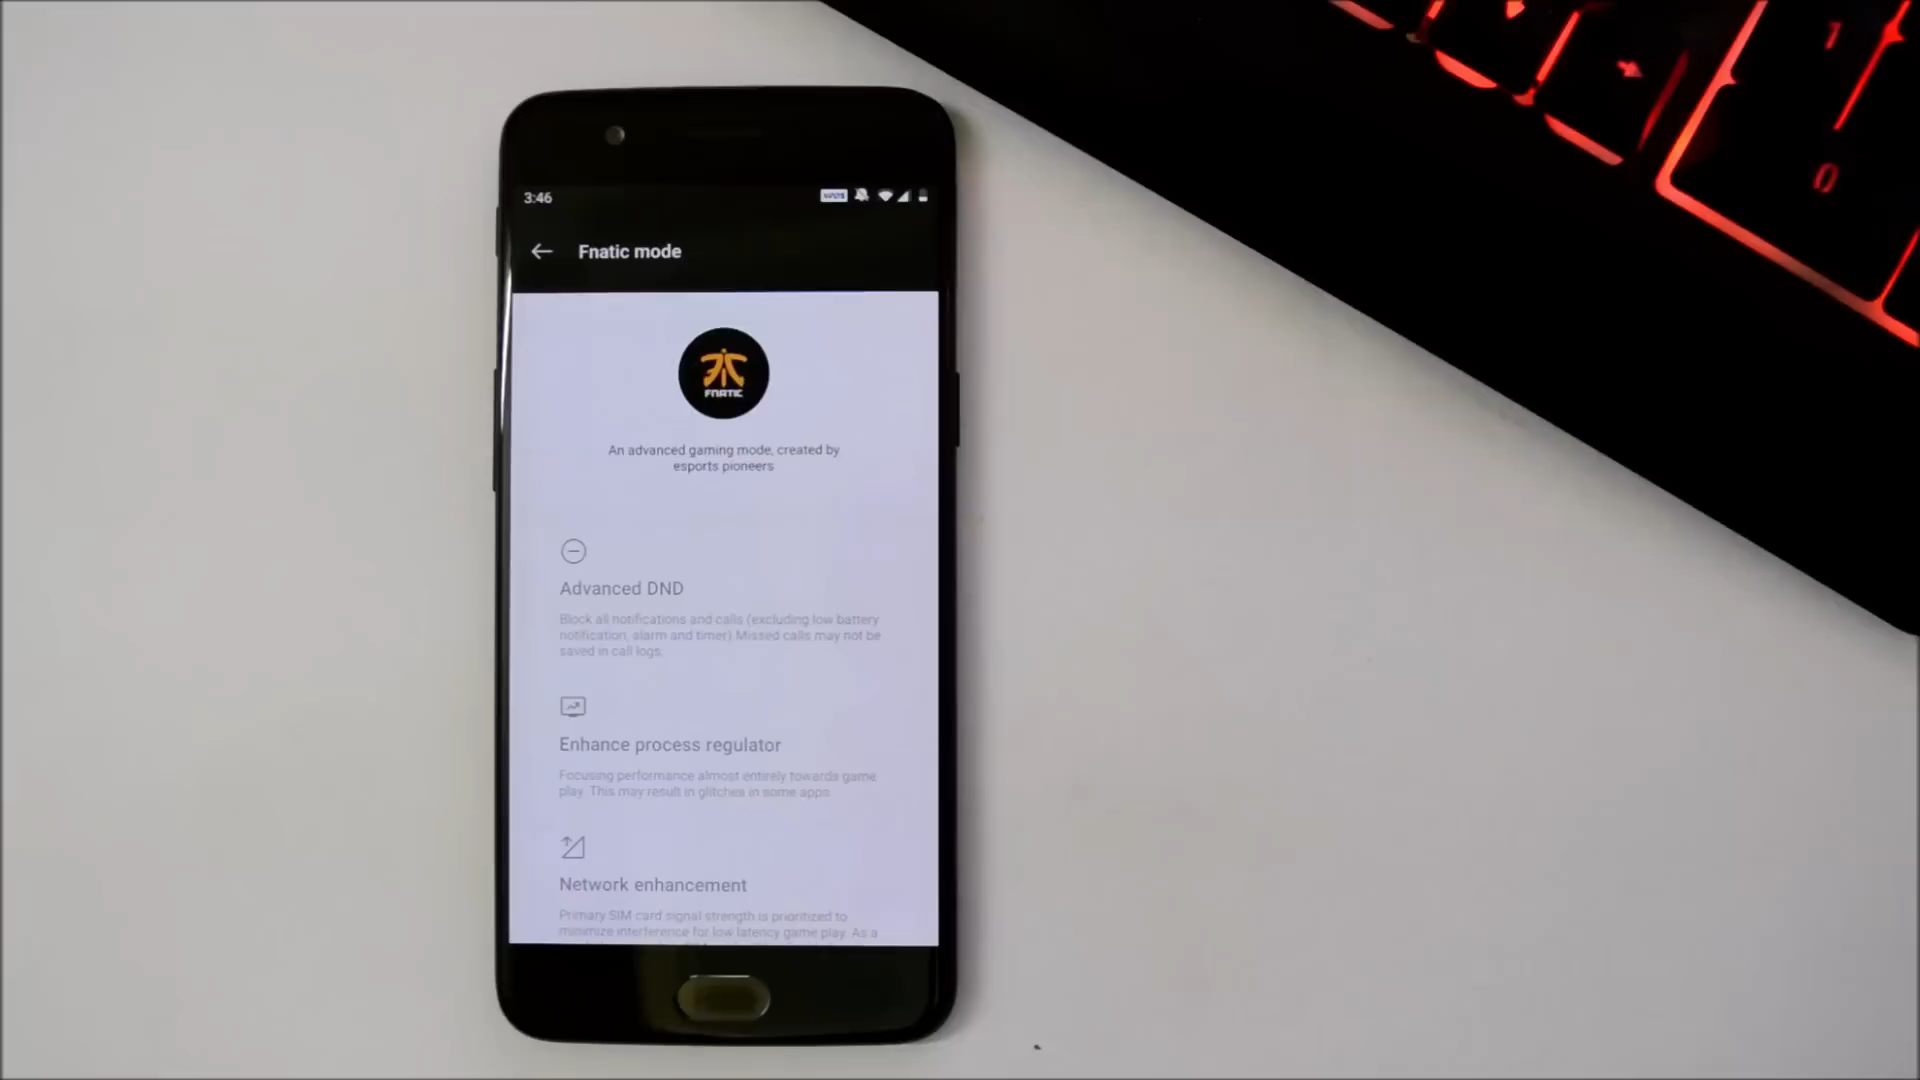 3:46
Fnatic mode
FNATIC
An advanced gaming mode, created by
esports pioneers
Advanced DND
Block all notifications and calls (excluding low battery
notification, alarm and timer) Missed calls may not be
saved in call logs.
Enhance process regulator
Focusing performance almost entirely towards game
play. This may result in glitches in some apps.
Network enhancement
Primary SIM card signal strength is prioritized to
minimize interference for low latency game play. As a
1
0